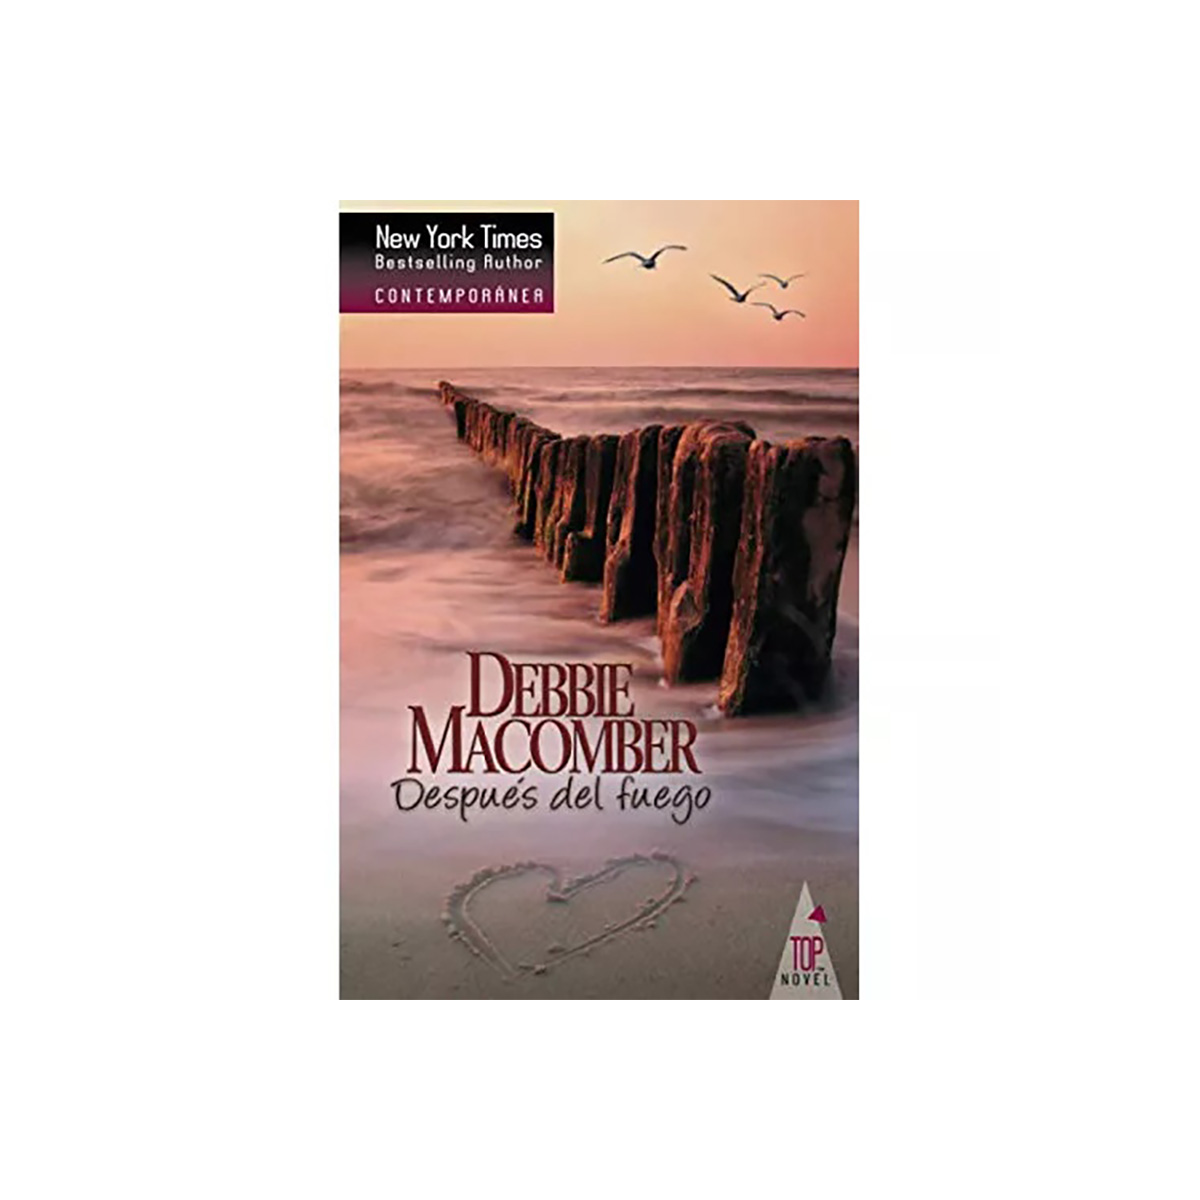 New York Times
Bestselling Author
CONTEMPORÁNEA
DEBBIE
MACOMBER
Después del fuego
TOP
NOVEL